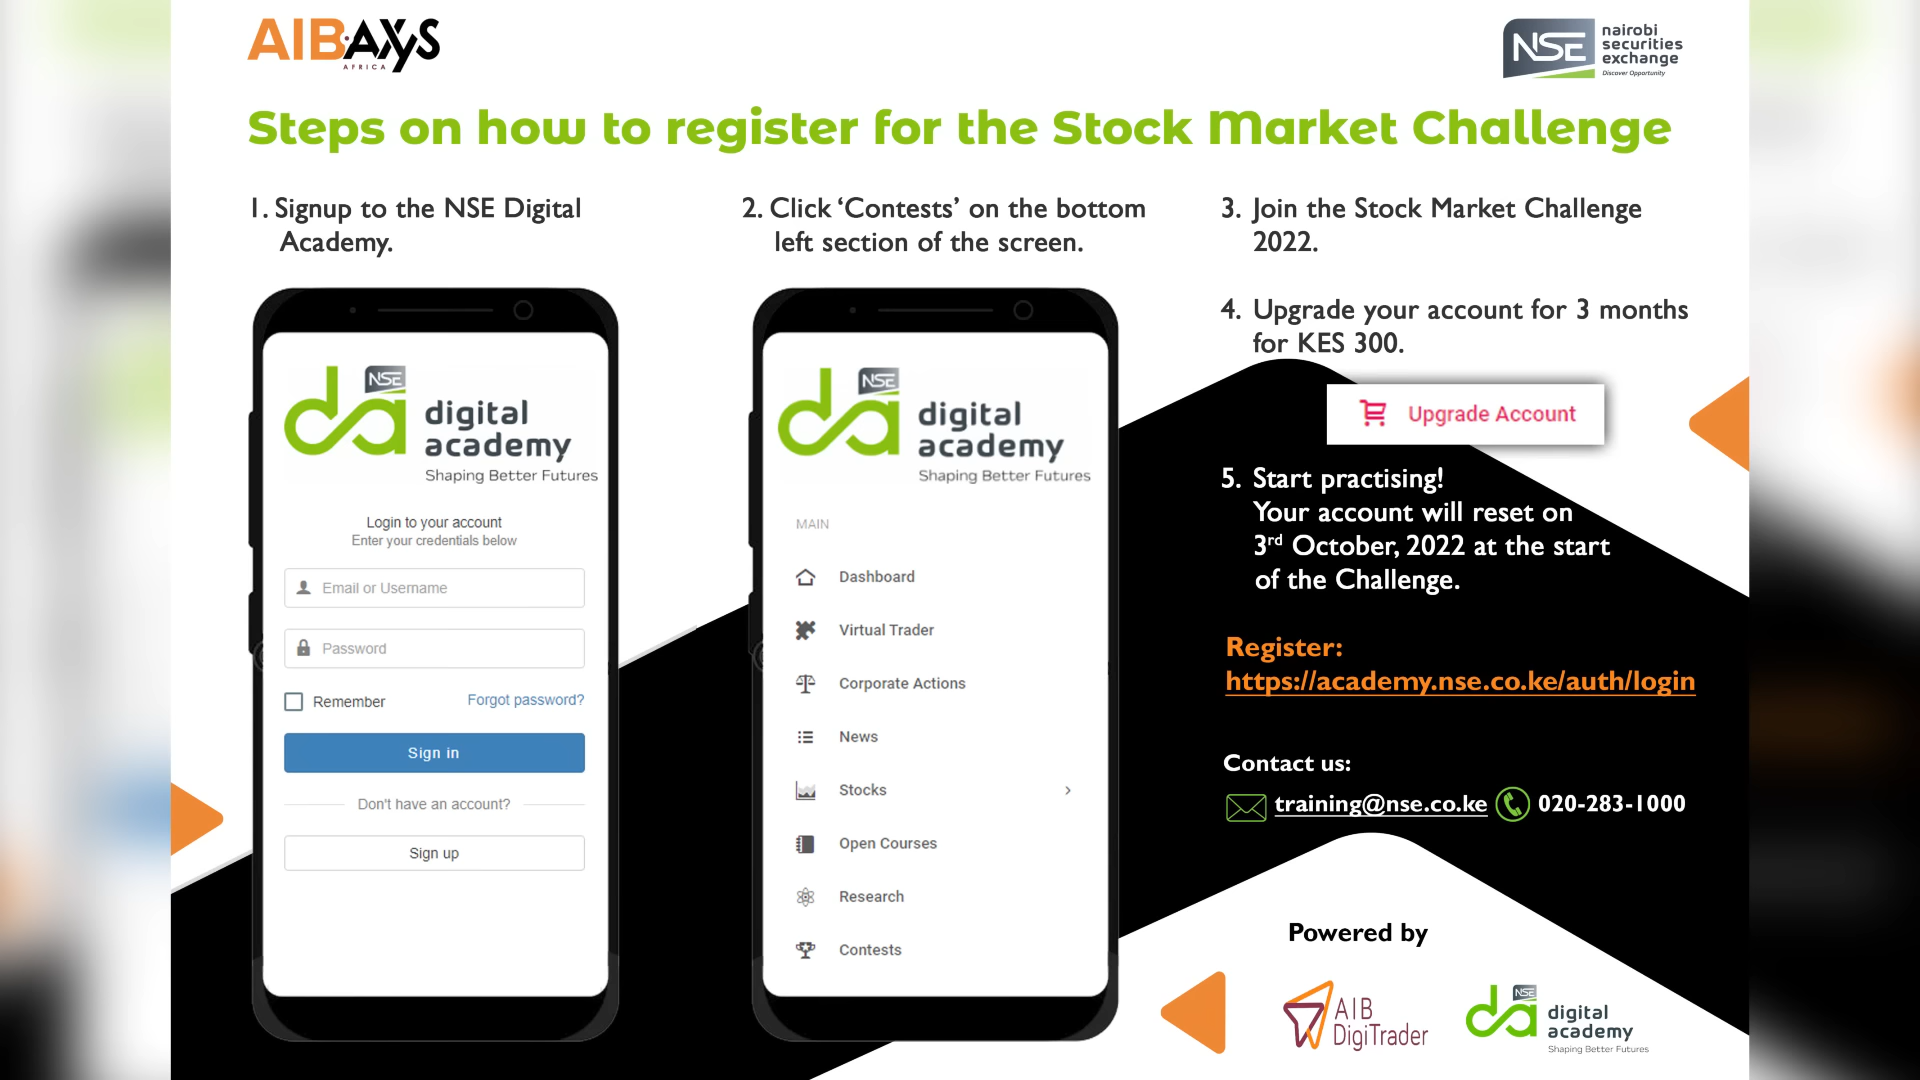 AIB.AXYS
AFRICA
NSE
nairobi
securities
exchange
Discover Opportunity
Steps on how to register for the Stock Market Challenge
1. Signup to the NSE Digital
Academy.
NSE
da
digital
academy
Shaping Better Futures
Login to your account
Enter your credentials below
Email or Username
Password
Remember
Forgot password?
Sign in
Don't have an account?
Sign up
2. Click ‘Contests’ on the bottom
left section of the screen.
NSE
da
digital
academy
Shaping Better Futures
MAIN
Dashboard
Virtual Trader
Corporate Actions
News
Stocks
Open Courses
Research
Contests
3. Join the Stock Market Challenge
2022.
4. Upgrade your account for 3 months
for KES 300.
Upgrade Account
5. Start practising!
Your account will reset on
3rd October, 2022 at the start
of the Challenge.
Register:
https://academy.nse.co.ke/auth/login
Contact us:
training@nse.co.ke 020-283-1000
Powered by
AIB
DigiTrader
NSE
da
digital
academy
Shaping Better Futures